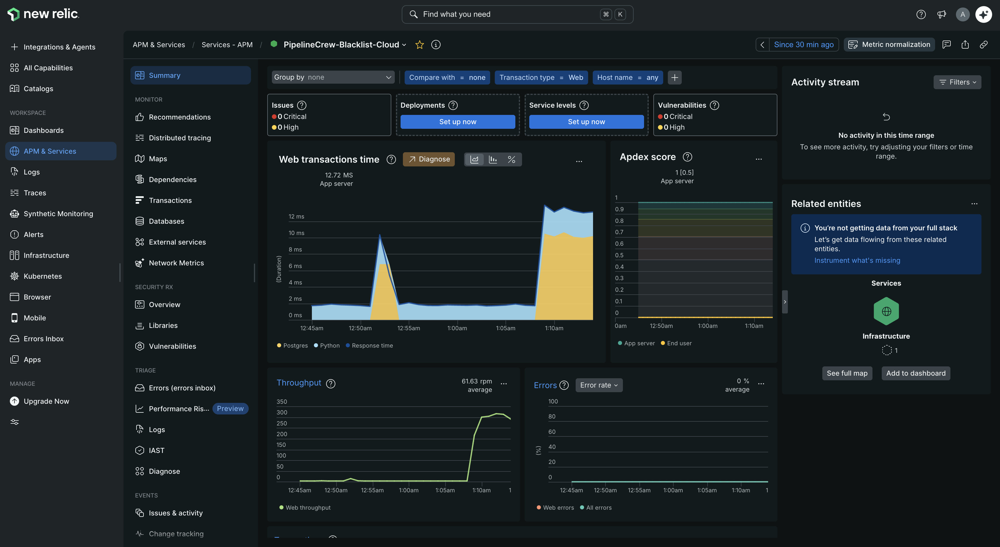 new relic.
Find what you need
⌘ K
A
Integrations & Agents
All Capabilities
Catalogs
WORKSPACE
Dashboards
APM & Services
Logs
Traces
Synthetic Monitoring
Alerts
Infrastructure
Kubernetes
Browser
Mobile
Errors Inbox
Apps
MANAGE
Upgrade Now
APM & Services / Services - APM / PipelineCrew-Blacklist-Cloud
Since 30 min ago
Metric normalization
Summary
MONITOR
Recommendations
Distributed tracing
Maps
Dependencies
Transactions
Databases
External services
Network Metrics
SECURITY RX
Overview
Libraries
Vulnerabilities
TRIAGE
Errors (errors inbox)
Performance Ris... Preview
Logs
IAST
Diagnose
EVENTS
Issues & activity
Change tracking
Group by none
Compare with = none
Transaction type = Web
Host name = any
Issues
0 Critical
0 High
Deployments
Set up now
Service levels
Set up now
Vulnerabilities
0 Critical
0 High
Web transactions time
Diagnose
12.72 MS
App server
(Duration)
12 ms
10 ms
8 ms
6 ms
4 ms
2 ms
0 ms
12:45am 12:50am 12:55am 1:00am 1:05am 1:10am
Postgres Python Response time
Apdex score
1 [0.5]
App server
1
0.9
0.8
0.7
0.6
0.5
0.4
0.3
0.2
0.1
0
0am 12:50am 1:00am 1:10am
App server End user
Throughput
61.63 rpm
average
350
300
250
200
150
100
50
0
12:45am 12:50am 12:55am 1:00am 1:05am 1:10am 1
Web throughput
Errors
Error rate
0 %
average
(%)
100
80
60
40
20
0
12:45am 12:50am 12:55am 1:00am 1:05am 1:10am 1
Web errors All errors
Activity stream
Filters
No activity in this time range
To see more activity, try adjusting your filters or time
range.
Related entities
You're not getting data from your full stack
Let's get data flowing from these related
entities.
Instrument what's missing
Services
Infrastructure
1
See full map
Add to dashboard